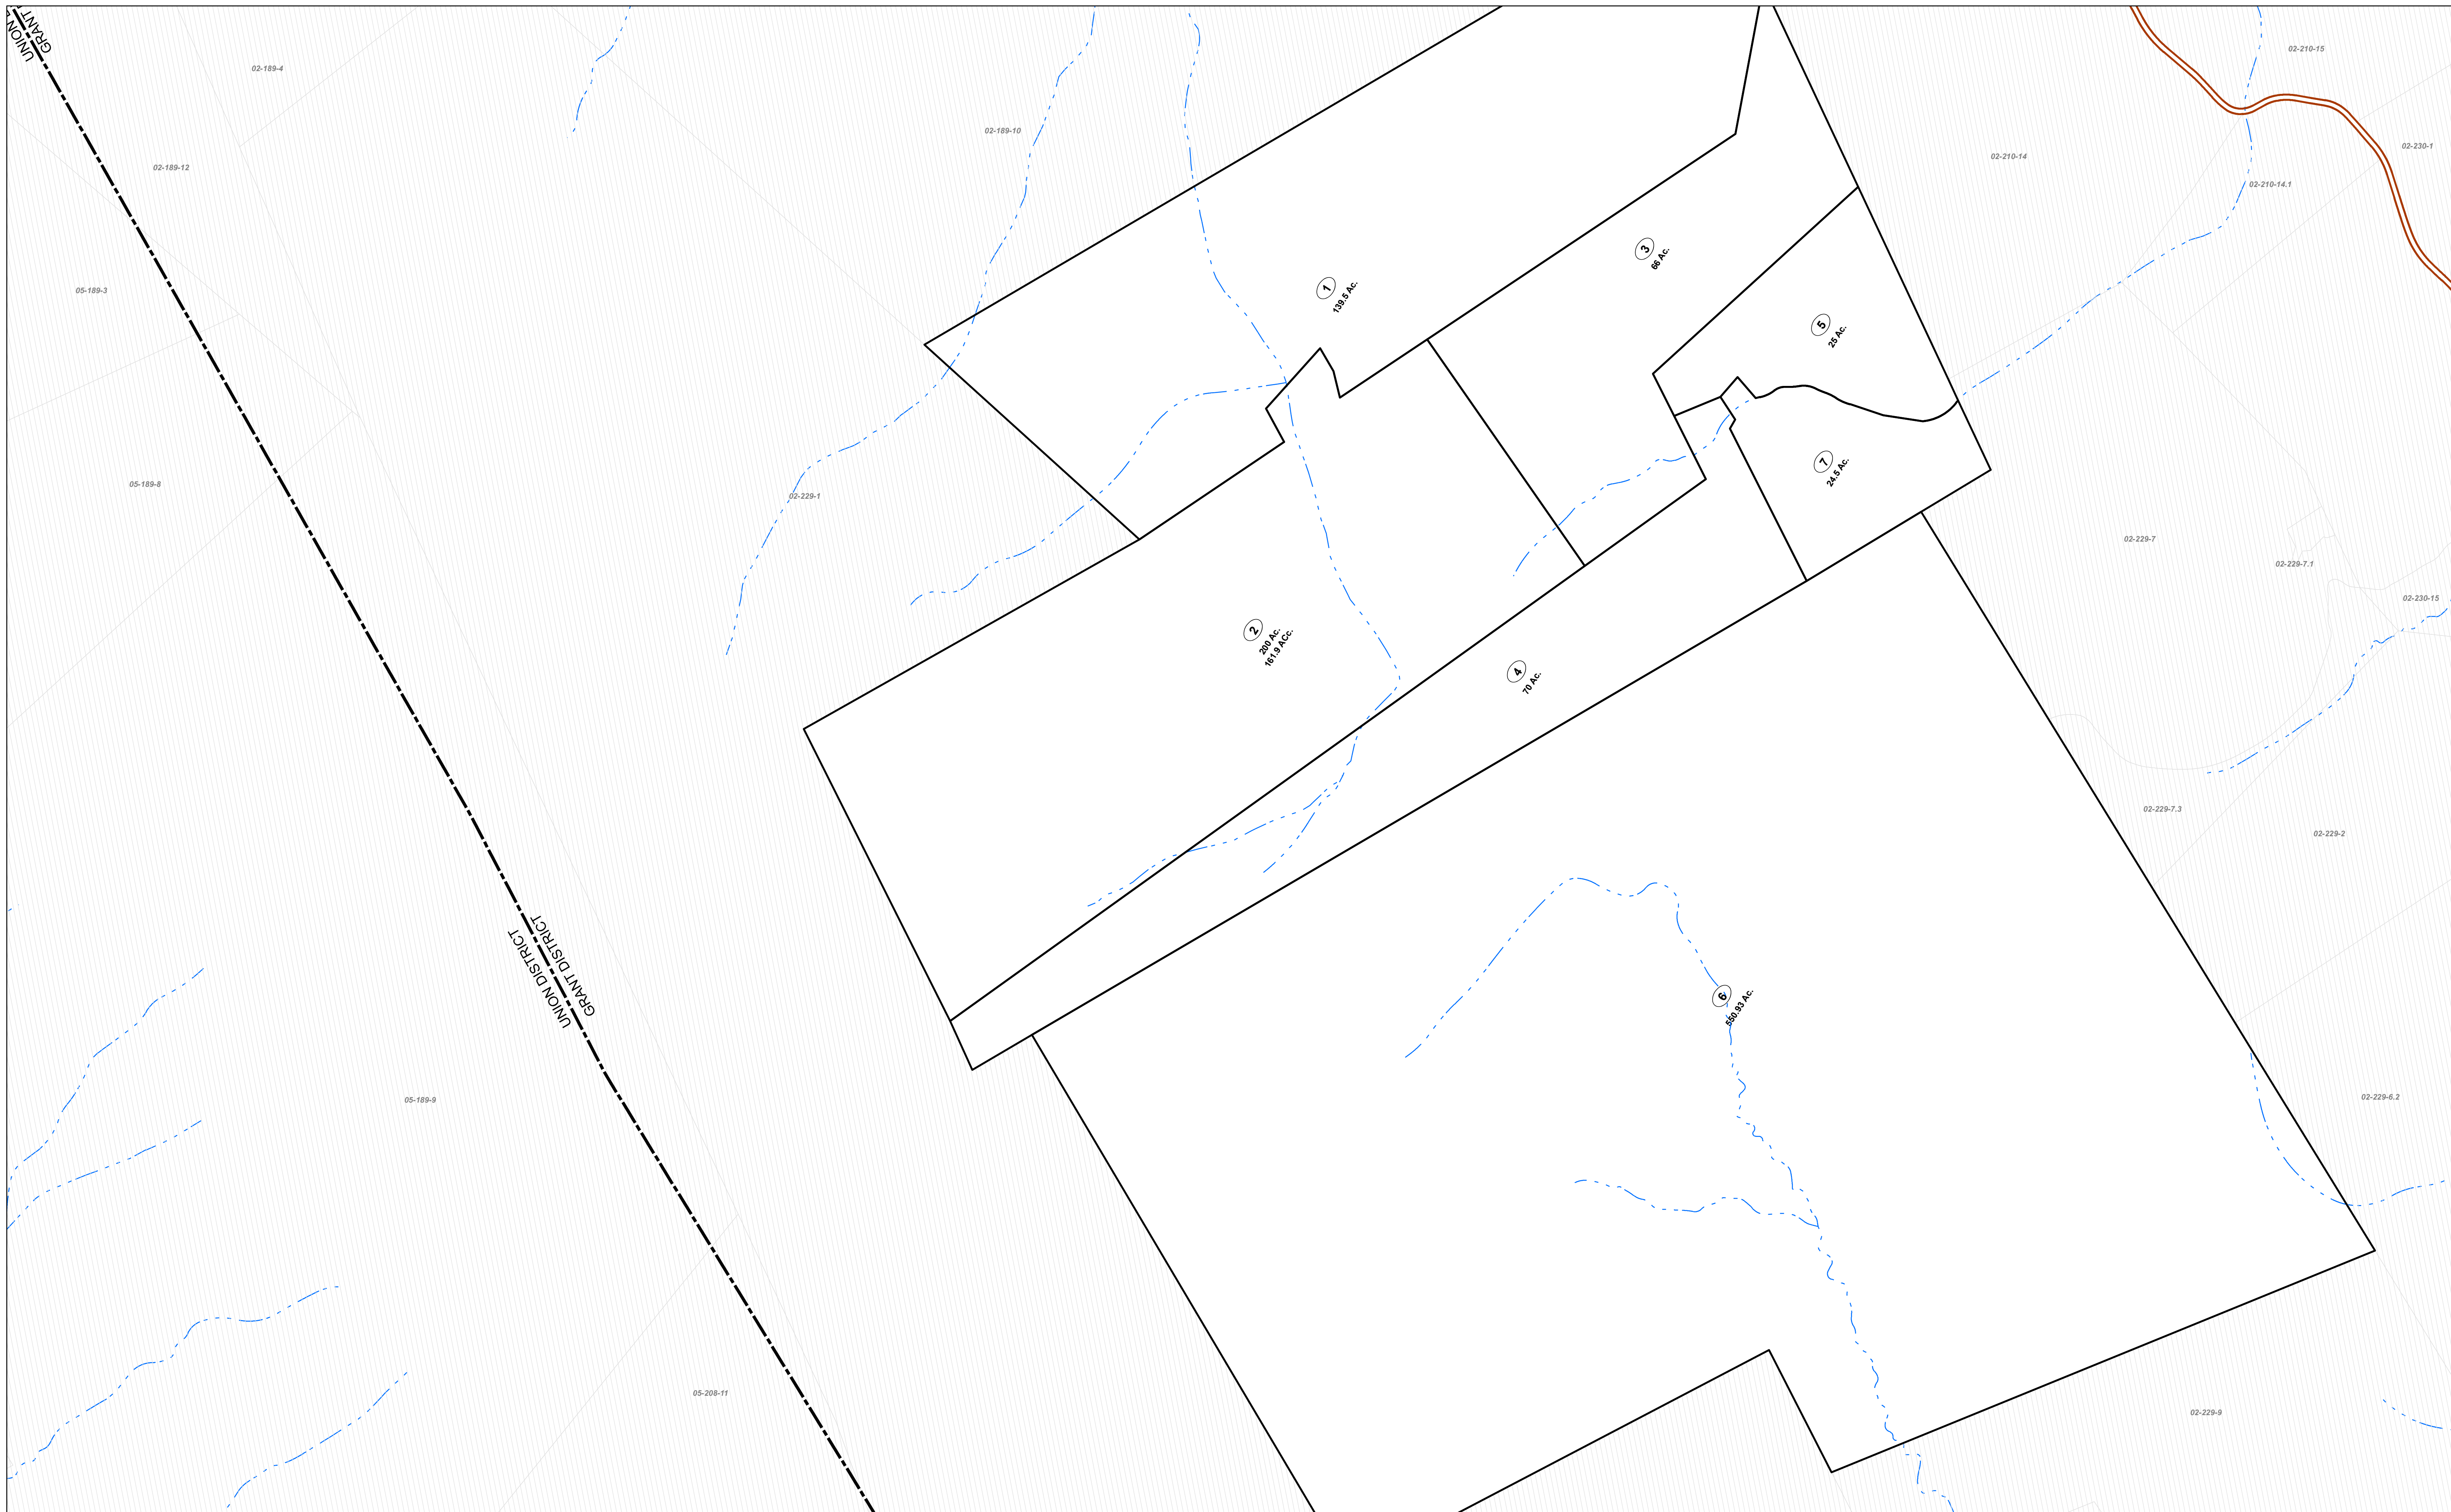 UNION
GRANT
02-189-4
02-210-15
02-189-10
02-230-1
02-210-14
02-189-12
02-210-14.1
3
66 Ac.
1
139.5 Ac.
05-189-3
5
25 Ac.
7
24.5 Ac.
05-189-8
02-229-1
02-229-7
02-229-7.1
02-230-15
2
200 Ac.
161.9 ACc.
4
70 Ac.
02-229-7.3
02-229-2
UNION DISTRICT
GRANT DISTRICT
6
550.93 Ac.
02-229-6.2
05-189-9
05-208-11
02-229-9